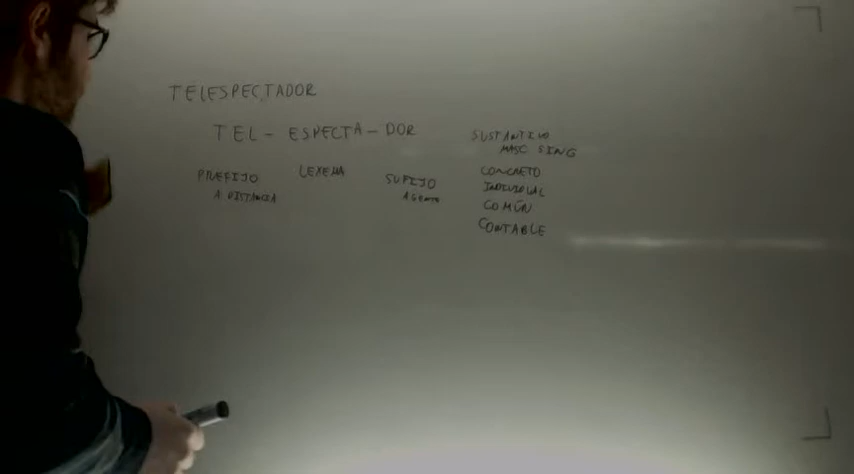 TELESPECTADOR
TEL - ESPECTA - DOR
PREFIJO
A DISTANCIA
LEXEMA
SUFIJO
AGENTE
SUSTANTIVO
MASC SING
CONCRETO
INDIVIDUAL
COMÚN
CONTABLE